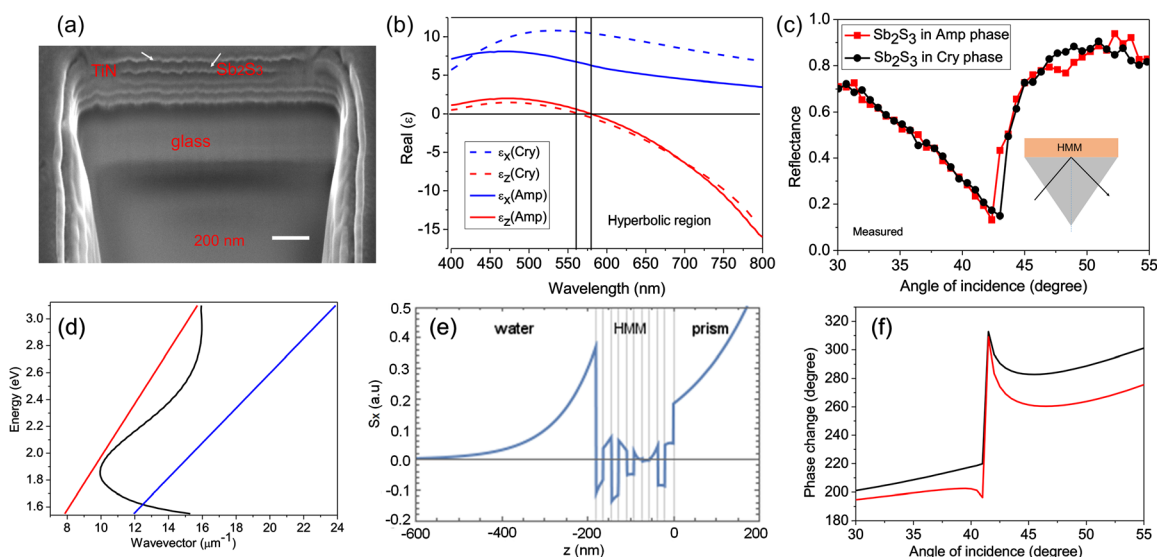 (a)
TiN
Sb2S3
glass
200 nm
(b)
Real (ε)
10
5
0
-5
-10
-15
εx(Cry)
εz(Cry)
εx(Amp)
εz(Amp)
Hyperbolic region
400 450 500 550 600 650 700 750 800
Wavelength (nm)
(c)
Reflectance
1.0
0.8
0.6
0.4
0.2
0.0
Sb2S3 in Amp phase
Sb2S3 in Cry phase
HMM
Measured
30 35 40 45 50 55
Angle of incidence (degree)
(d)
Energy (eV)
3.0
2.8
2.6
2.4
2.2
2.0
1.8
1.6
8 10 12 14 16 18 20 22 24
Wavevector (μm-1)
(e)
Sx (a.u)
0.5
0.4
0.3
0.2
0.1
0.0
-0.1
-0.2
water
HMM
prism
-600 -500 -400 -300 -200 -100 0 100
z (nm)
(f)
Phase change (degree)
320
300
280
260
240
220
200
180
30 35 40 45 50 55
Angle of incidence (degree)